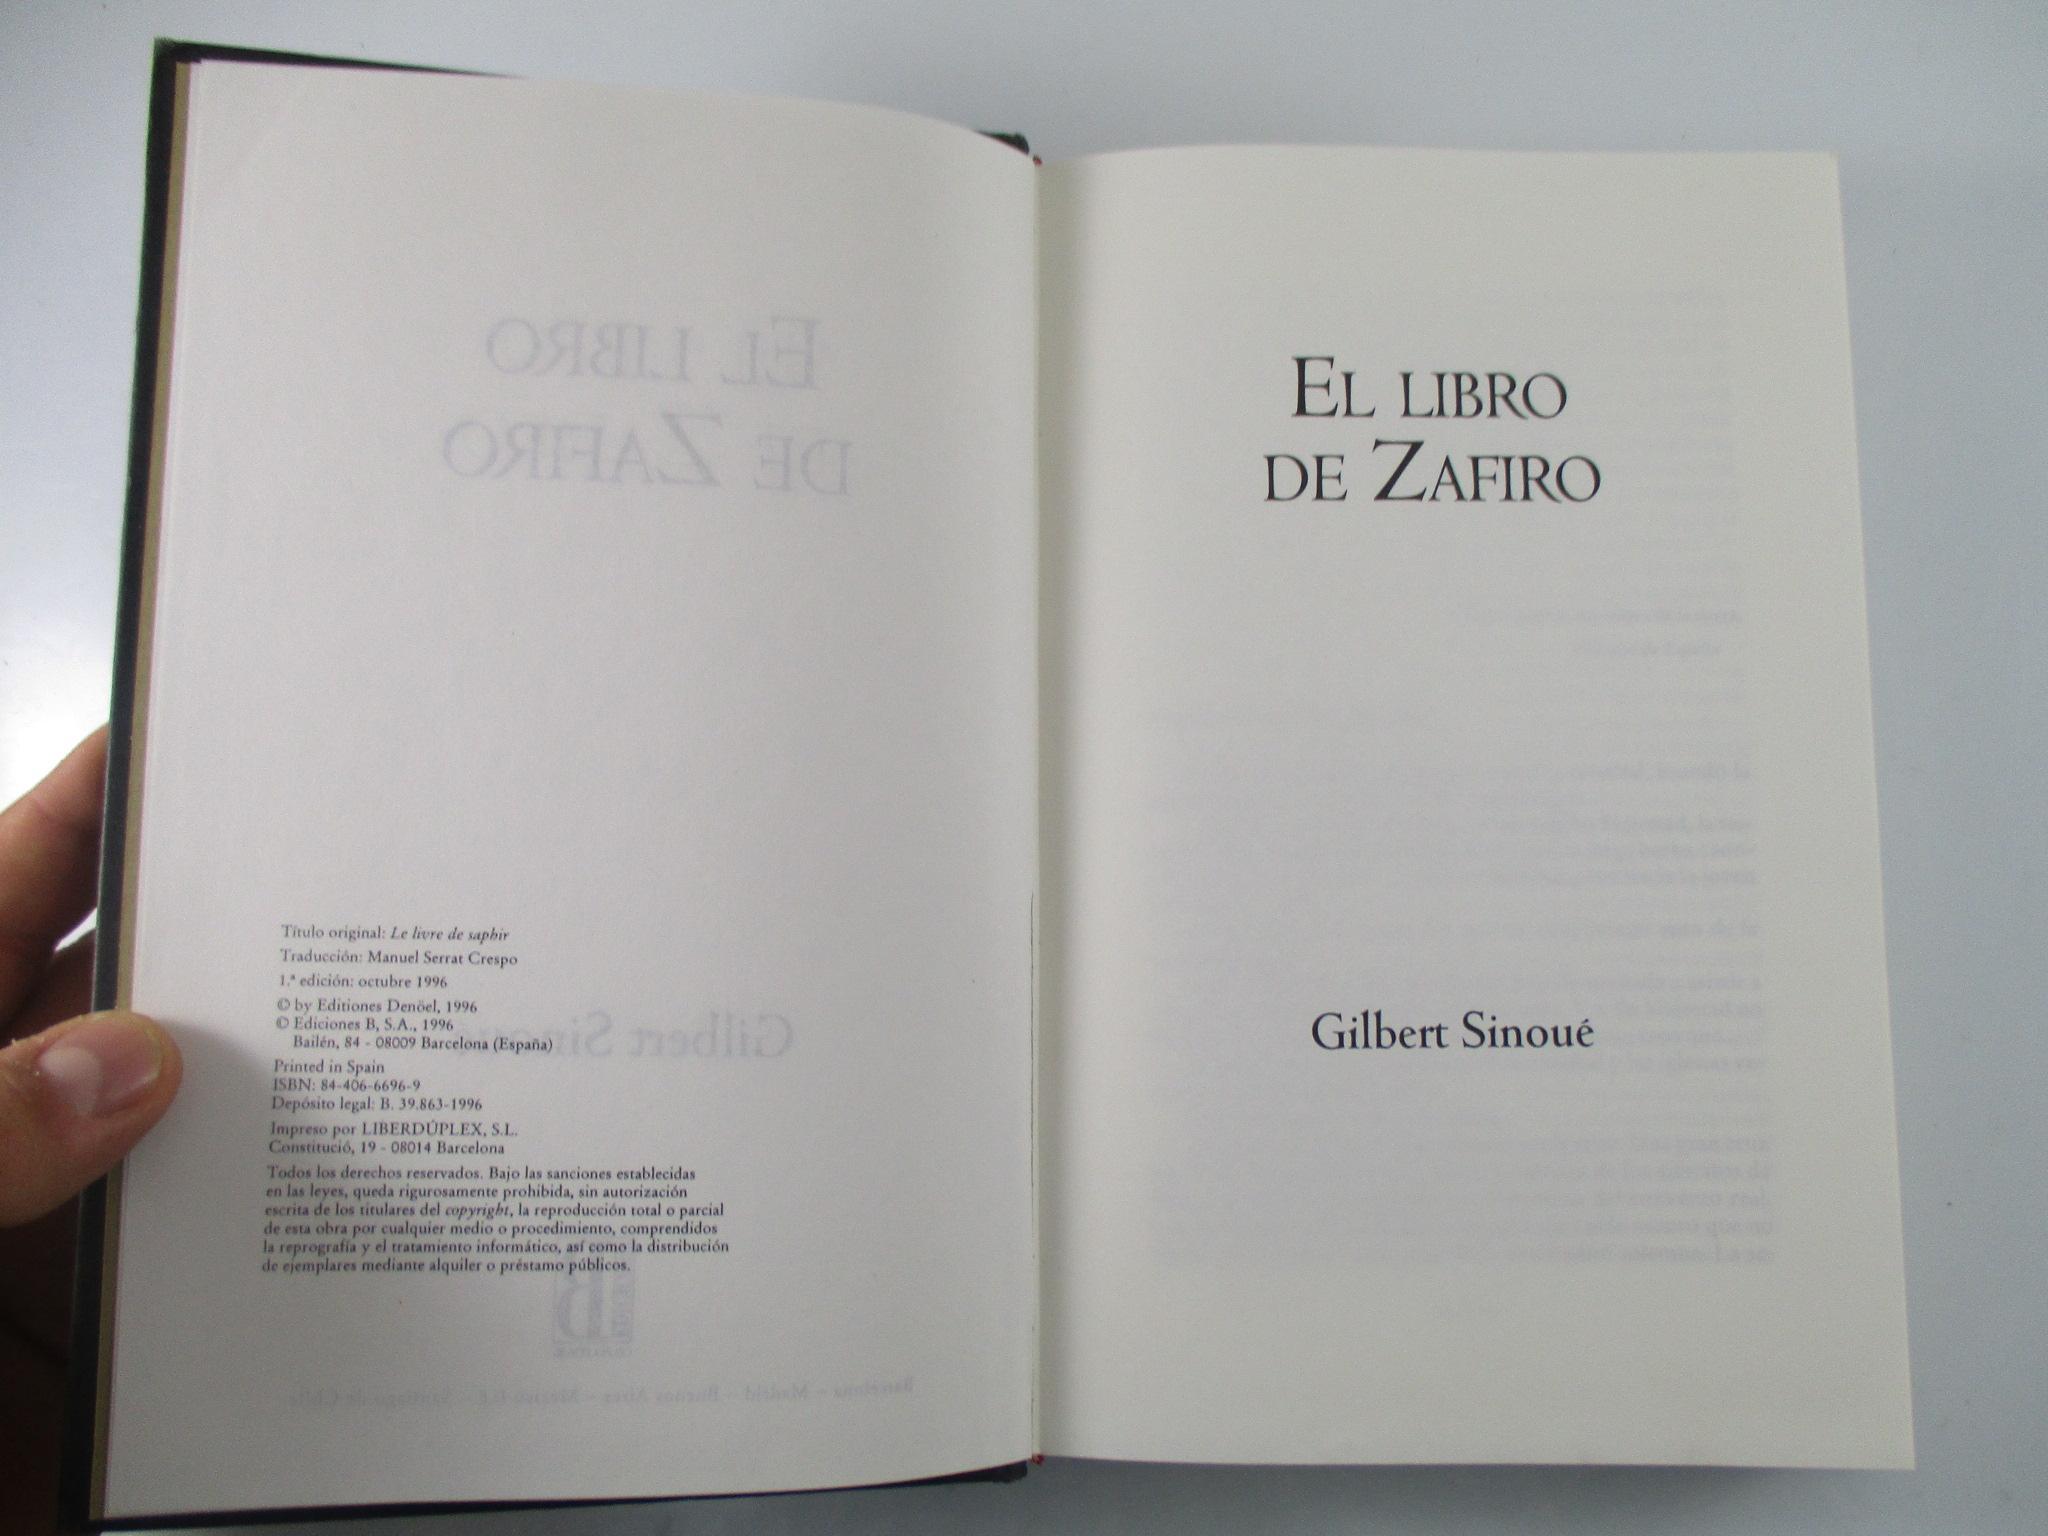 Título original: Le livre de saphir
Traducción: Manuel Serrat Crespo
1.ª edición: octubre 1996
© by Editiones Denöel, 1996
© Ediciones B, S.A., 1996
Bailén, 84 - 08009 Barcelona (España)
Printed in Spain
ISBN: 84-406-6696-9
Depósito legal: B. 39.863-1996
Impreso por LIBERDÚPLEX, S.L.
Constitució, 19 - 08014 Barcelona
Todos los derechos reservados. Bajo las sanciones establecidas
en las leyes, queda rigurosamente prohibida, sin autorización
escrita de los titulares del copyright, la reproducción total o parcial
de esta obra por cualquier medio o procedimiento, comprendidos
la reprografía y el tratamiento informático, así como la distribución
de ejemplares mediante alquiler o préstamo públicos.
EL LIBRO
DE ZAFIRO
Gilbert Sinoué